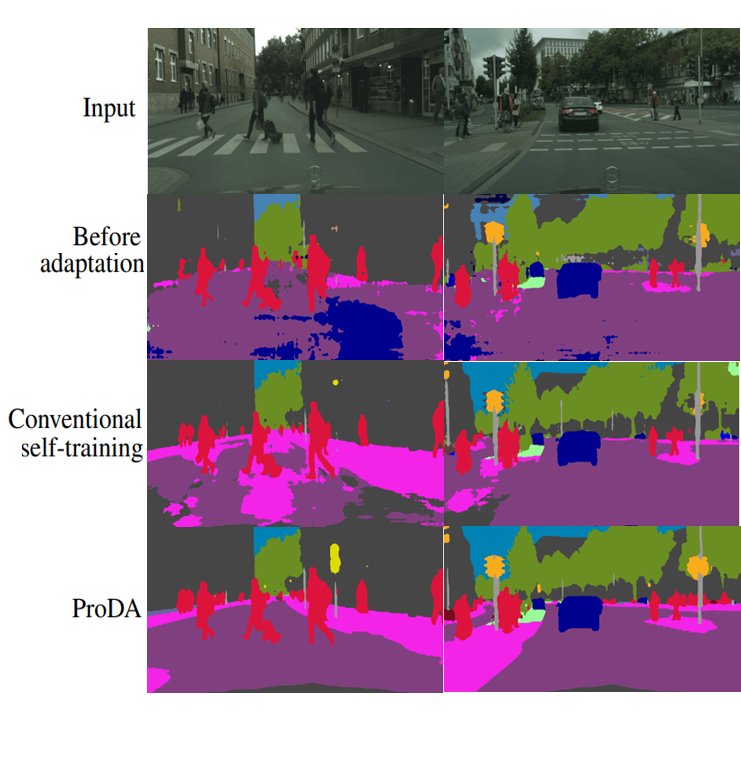 Input
Before
adaptation
Conventional
self-training
ProDA